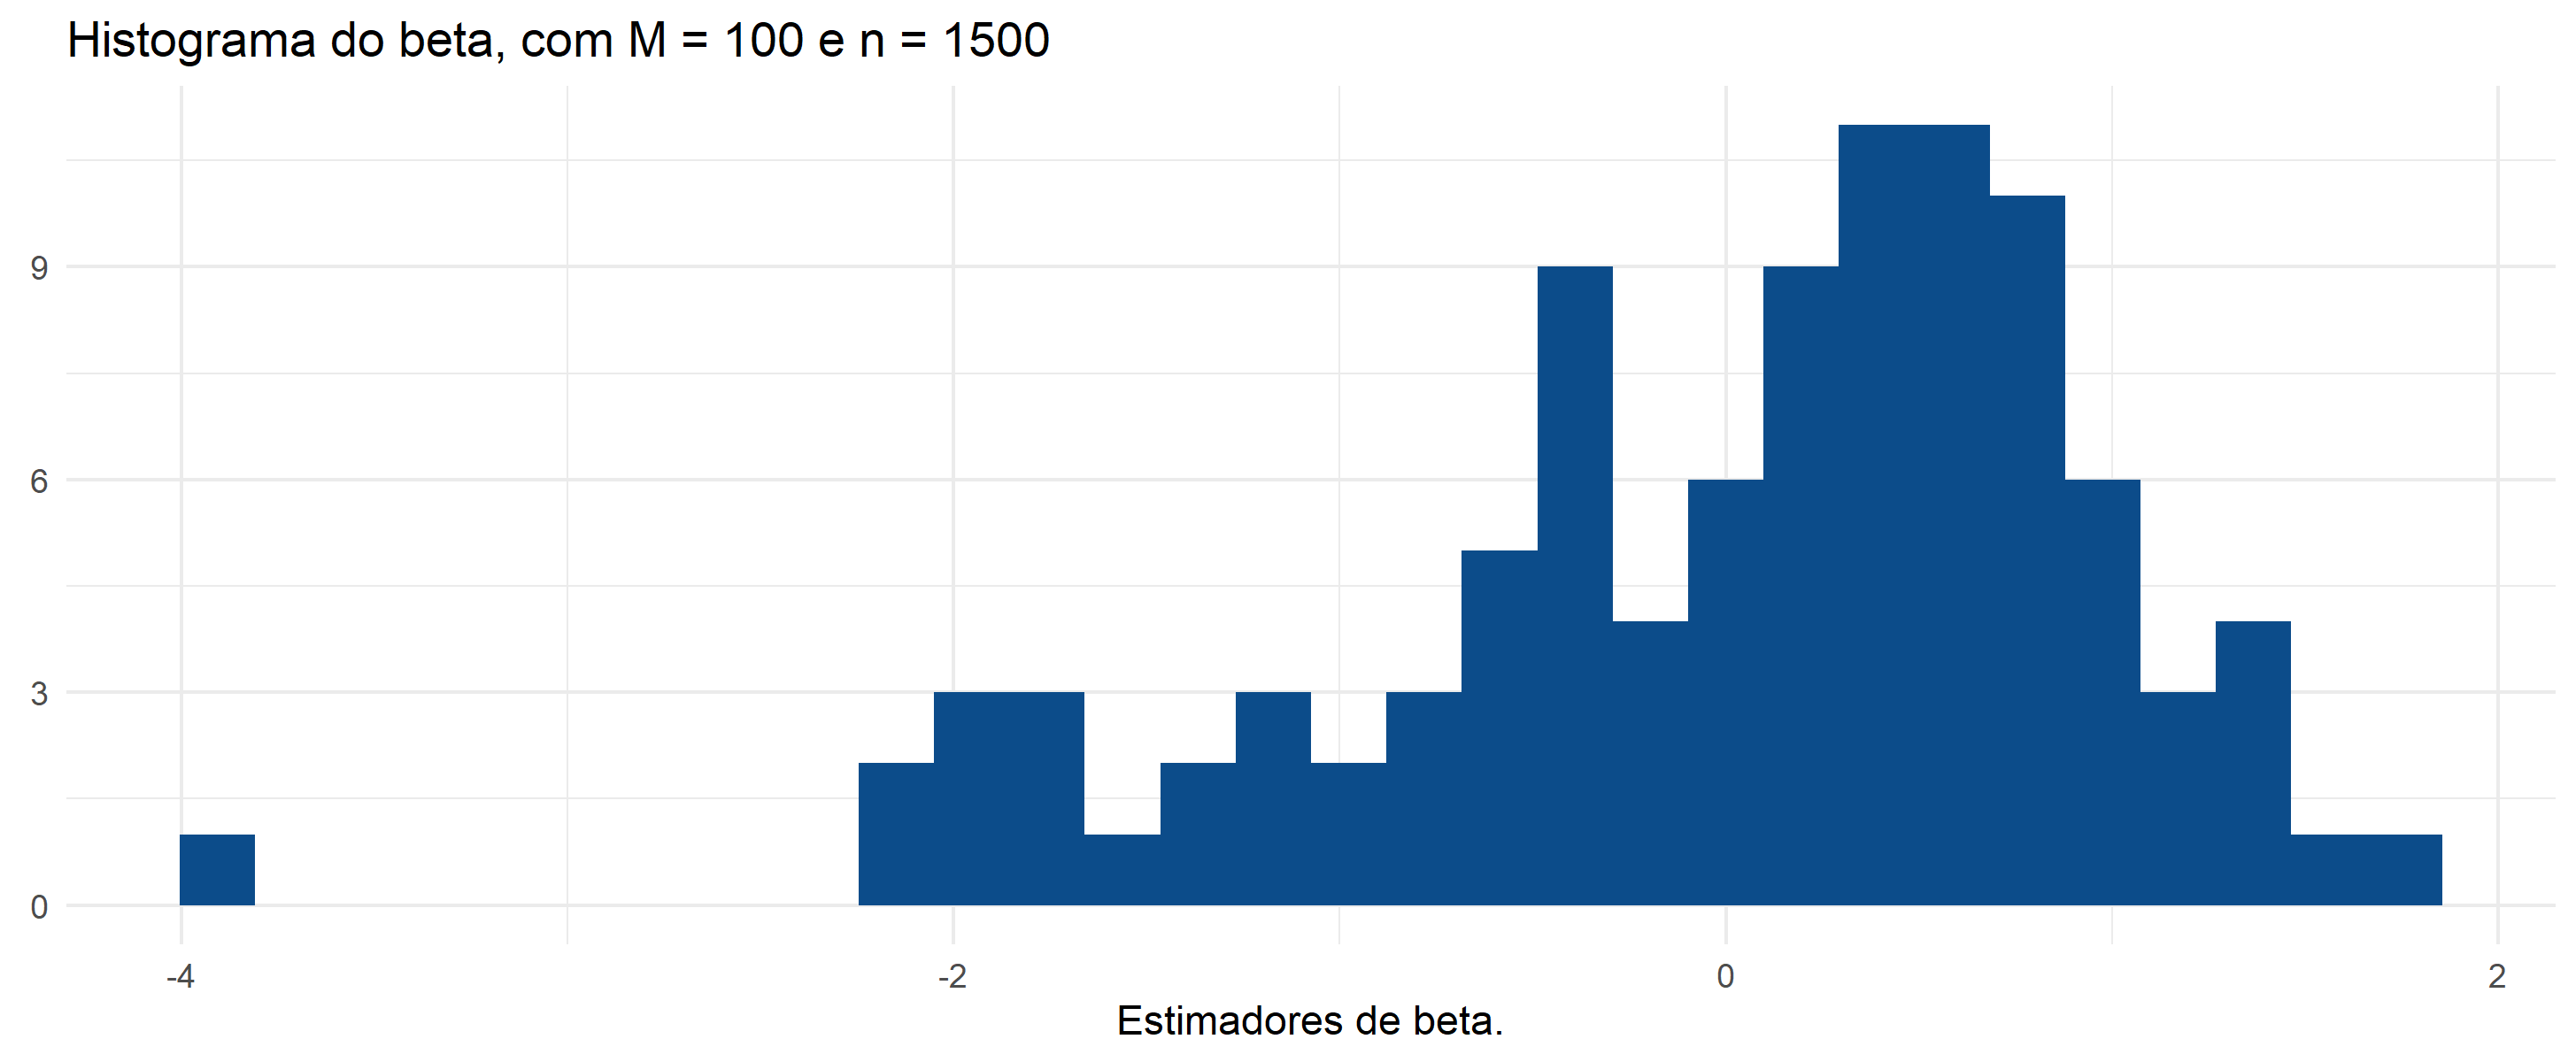 Histograma do beta, com M = 100 e n = 1500
9
6
3
0
-4 -2 0 2
Estimadores de beta.